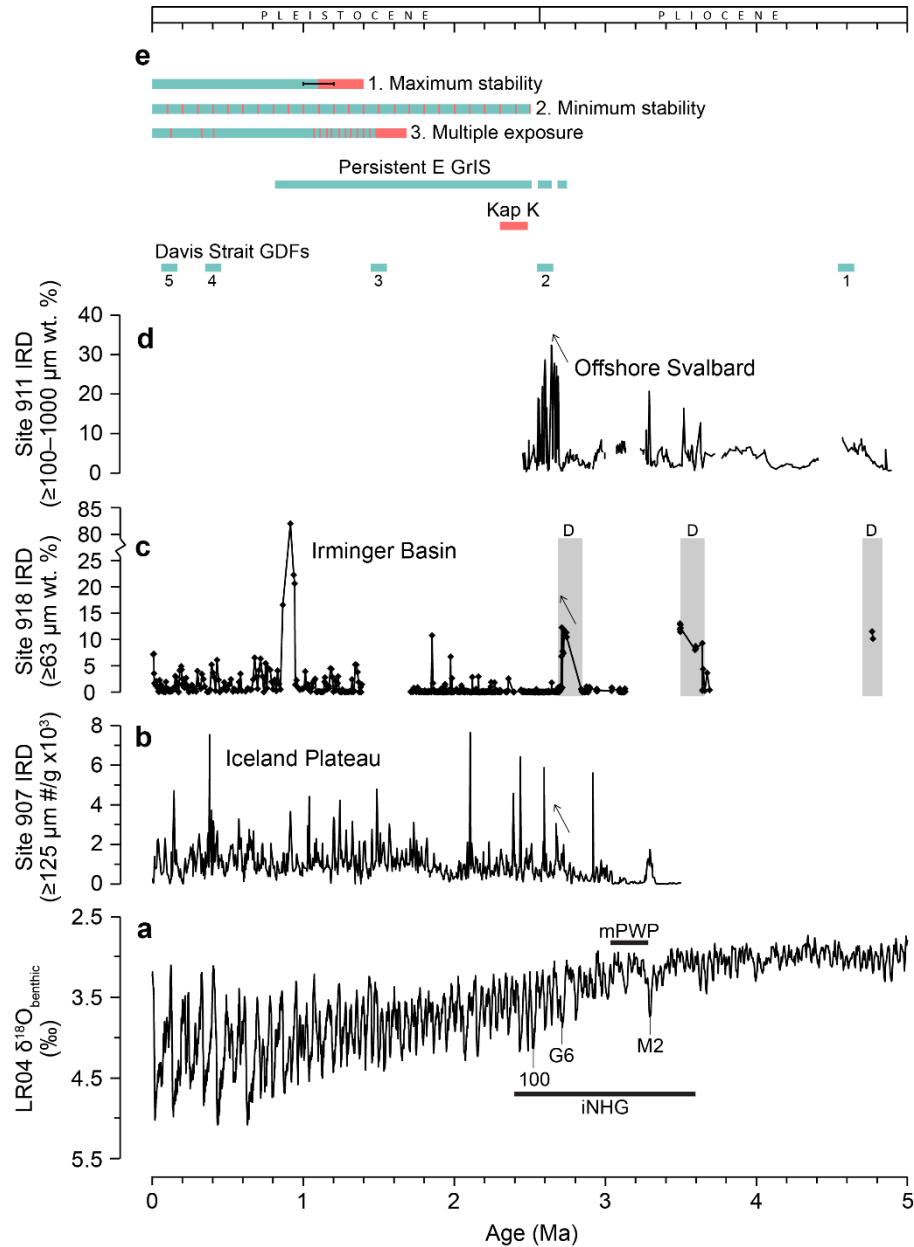 PLEISTOCENE PLIOCENE
e
1. Maximum stability
2. Minimum stability
3. Multiple exposure
Persistent E GrIS
Kap K
Davis Strait GDFs
5 4 3 2 1
d
Offshore Svalbard
Site 911 IRD
(≥100–1000 µm wt. %)
40
30
20
10
0
c
Irminger Basin
D D D
Site 918 IRD
(≥63 µm wt. %)
85
80
25
20
15
10
5
0
b
Iceland Plateau
Site 907 IRD
(≥125 µm #/g x10³)
8
6
4
2
0
a
mPWP
LR04 δ¹⁸Obenthic
(‰)
2.5
3.5
4.5
5.5
G6
M2
100
iNHG
0 1 2 3 4 5
Age (Ma)